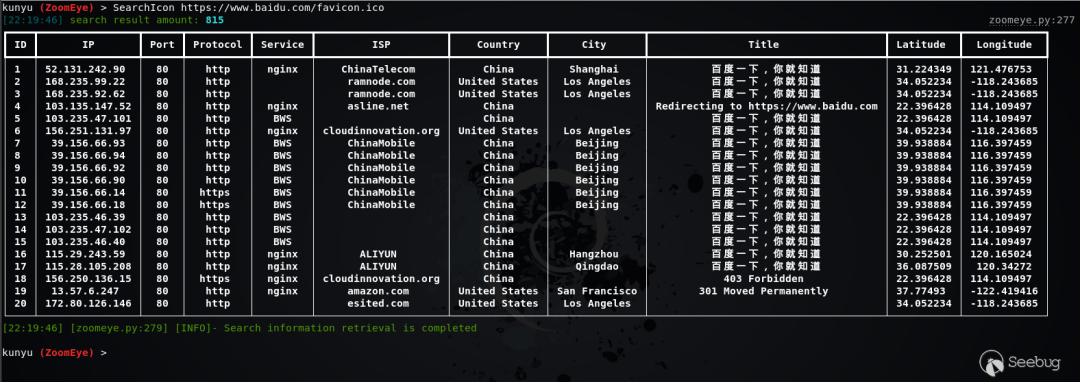 kunyu (ZoomEye) > SearchIcon https://www.baidu.com/favicon.ico
[22:19:46] search result amount: 815 zoomeye.py:277
ID IP Port Protocol Service ISP Country City Title Latitude Longitude
1 52.131.242.90 80 http nginx ChinaTelecom China Shanghai 百度一下，你就知道 31.224349 121.476753
2 168.235.99.22 80 http ramnode.com United States Los Angeles 百度一下，你就知道 34.052234 -118.243685
3 168.235.92.62 80 http ramnode.com United States Los Angeles 百度一下，你就知道 34.052234 -118.243685
4 103.135.147.52 80 http nginx asline.net China Redirecting to https://www.baidu.com 22.396428 114.109497
5 103.235.47.101 80 http BWS China 百度一下，你就知道 22.396428 114.109497
6 156.251.131.97 80 http nginx cloudinnovation.org United States Los Angeles 百度一下，你就知道 34.052234 -118.243685
7 39.156.66.93 80 http BWS ChinaMobile China Beijing 百度一下，你就知道 39.938884 116.397459
8 39.156.66.94 80 http BWS ChinaMobile China Beijing 百度一下，你就知道 39.938884 116.397459
9 39.156.66.92 80 http BWS ChinaMobile China Beijing 百度一下，你就知道 39.938884 116.397459
10 39.156.66.90 80 http BWS ChinaMobile China Beijing 百度一下，你就知道 39.938884 116.397459
11 39.156.66.14 80 https BWS ChinaMobile China Beijing 百度一下，你就知道 39.938884 116.397459
12 39.156.66.18 80 https BWS ChinaMobile China Beijing 百度一下，你就知道 39.938884 116.397459
13 103.235.46.39 80 http BWS China 百度一下，你就知道 22.396428 114.109497
14 103.235.47.102 80 http BWS China 百度一下，你就知道 22.396428 114.109497
15 103.235.46.40 80 http BWS China 百度一下，你就知道 22.396428 114.109497
16 115.29.243.59 80 http nginx ALIYUN China Hangzhou 百度一下，你就知道 30.252501 120.165024
17 115.28.105.208 80 http nginx ALIYUN China Qingdao 百度一下，你就知道 36.087509 120.34272
18 156.250.136.15 80 https nginx cloudinnovation.org China 403 Forbidden 22.396428 114.109497
19 13.57.6.247 80 http nginx amazon.com United States San Francisco 301 Moved Permanently 37.77493 -122.419416
20 172.80.126.146 80 http esited.com United States Los Angeles 百度一下，你就知道 34.052234 -118.243685
[22:19:46] [zoomeye.py:279] [INFO]- Search information retrieval is completed
kunyu (ZoomEye) >
Seebug